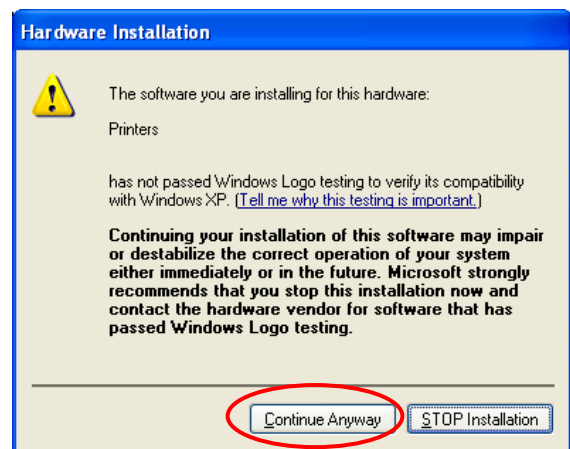 Hardware Installation
The software you are installing for this hardware:
Printers
has not passed Windows Logo testing to verify its compatibility
with Windows XP. (Tell me why this testing is important.)
Continuing your installation of this software may impair
or destabilize the correct operation of your system
either immediately or in the future. Microsoft strongly
recommends that you stop this installation now and
contact the hardware vendor for software that has
passed Windows Logo testing.
Continue Anyway
STOP Installation